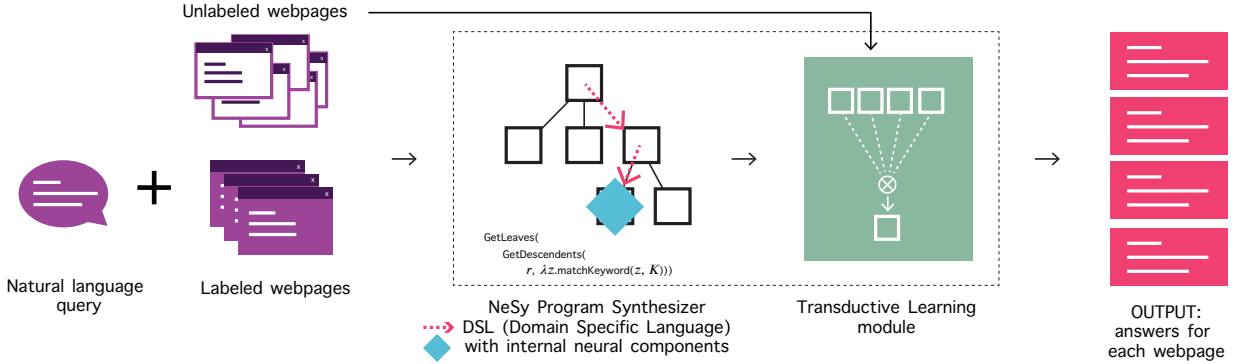 Unlabeled webpages
Natural language
query
Labeled webpages
GetLeaves(
GetDescendents(
r, λz.matchKeyword(z, K)))
NeSy Program Synthesizer
DSL (Domain Specific Language)
with internal neural components
Transductive Learning
module
OUTPUT:
answers for
each webpage